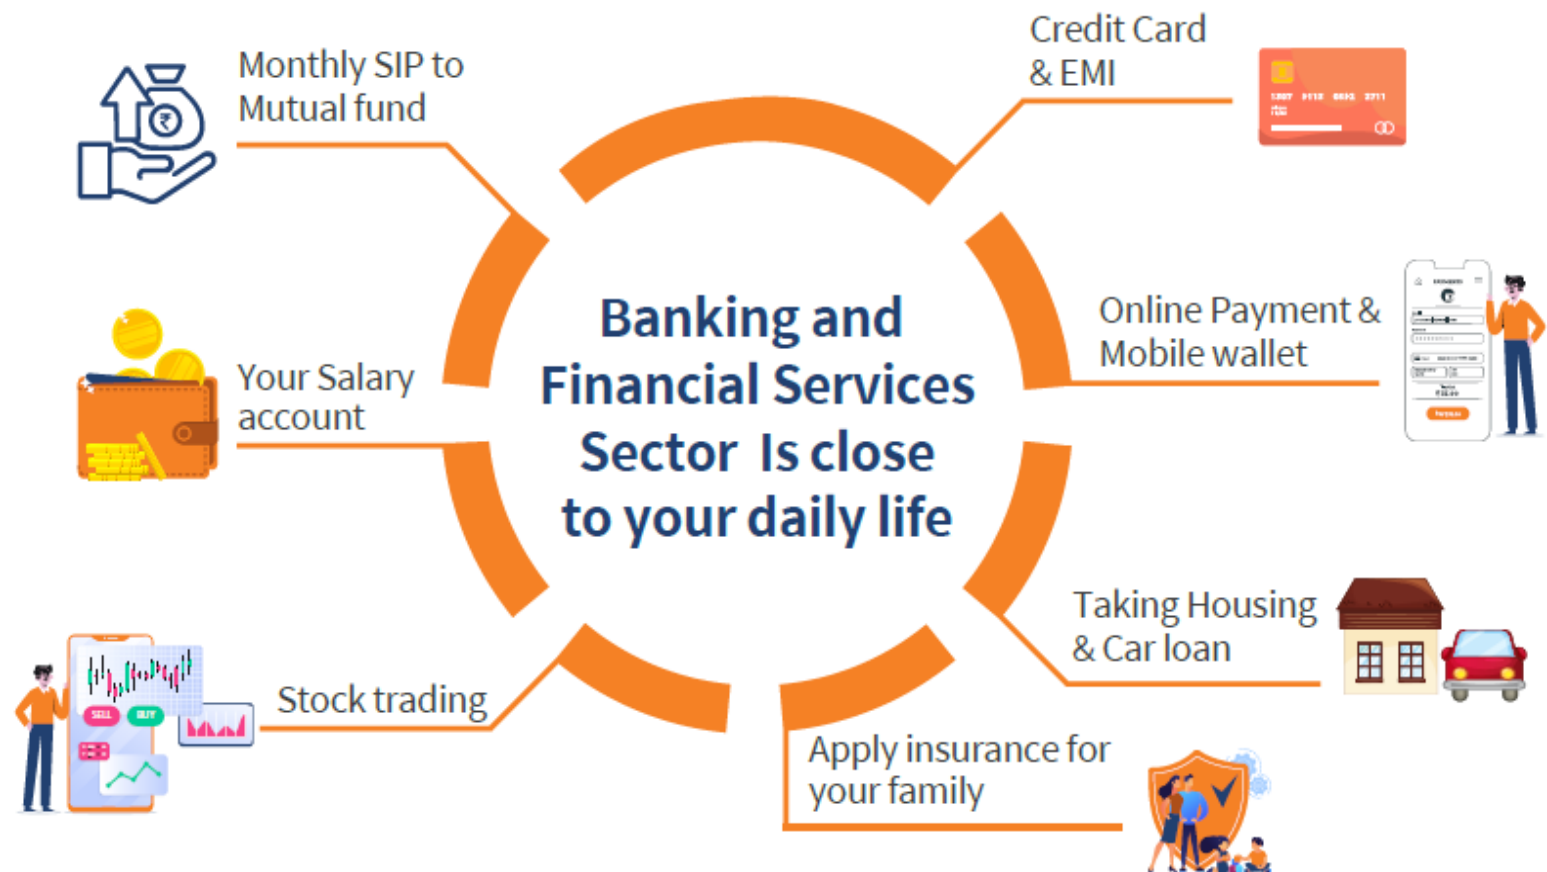 Monthly SIP to
Mutual fund
Credit Card
& EMI
Banking and
Financial Services
Sector Is close
to your daily life
Online Payment &
Mobile wallet
Your Salary
account
Taking Housing
& Car loan
Stock trading
SELL
BUY
Apply insurance for
your family